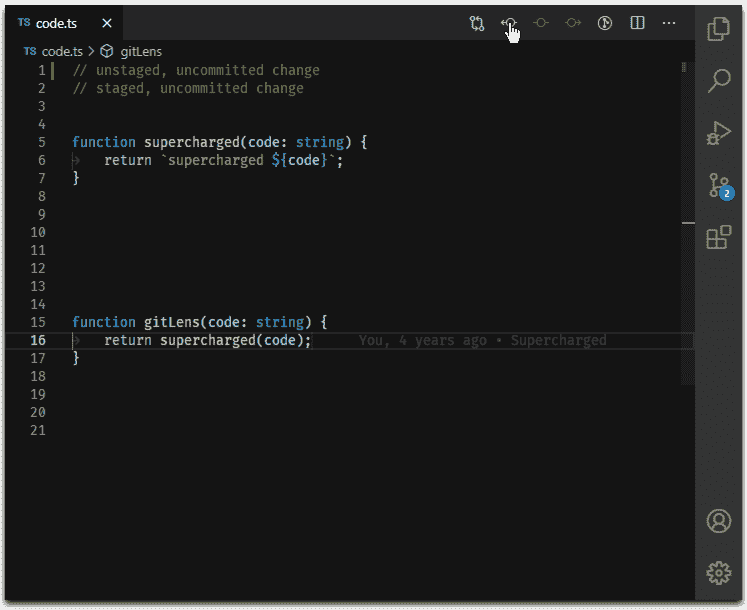 TS code.ts
TS code.ts > gitLens
1 // unstaged, uncommitted change
2 // staged, uncommitted change
3
4
5 function supercharged(code: string) {
6 return `supercharged ${code}`;
7 }
8
9
10
11
12
13
14
15 function gitLens(code: string) {
16 return supercharged(code); You, 4 years ago • Supercharged
17 }
18
19
20
21
2